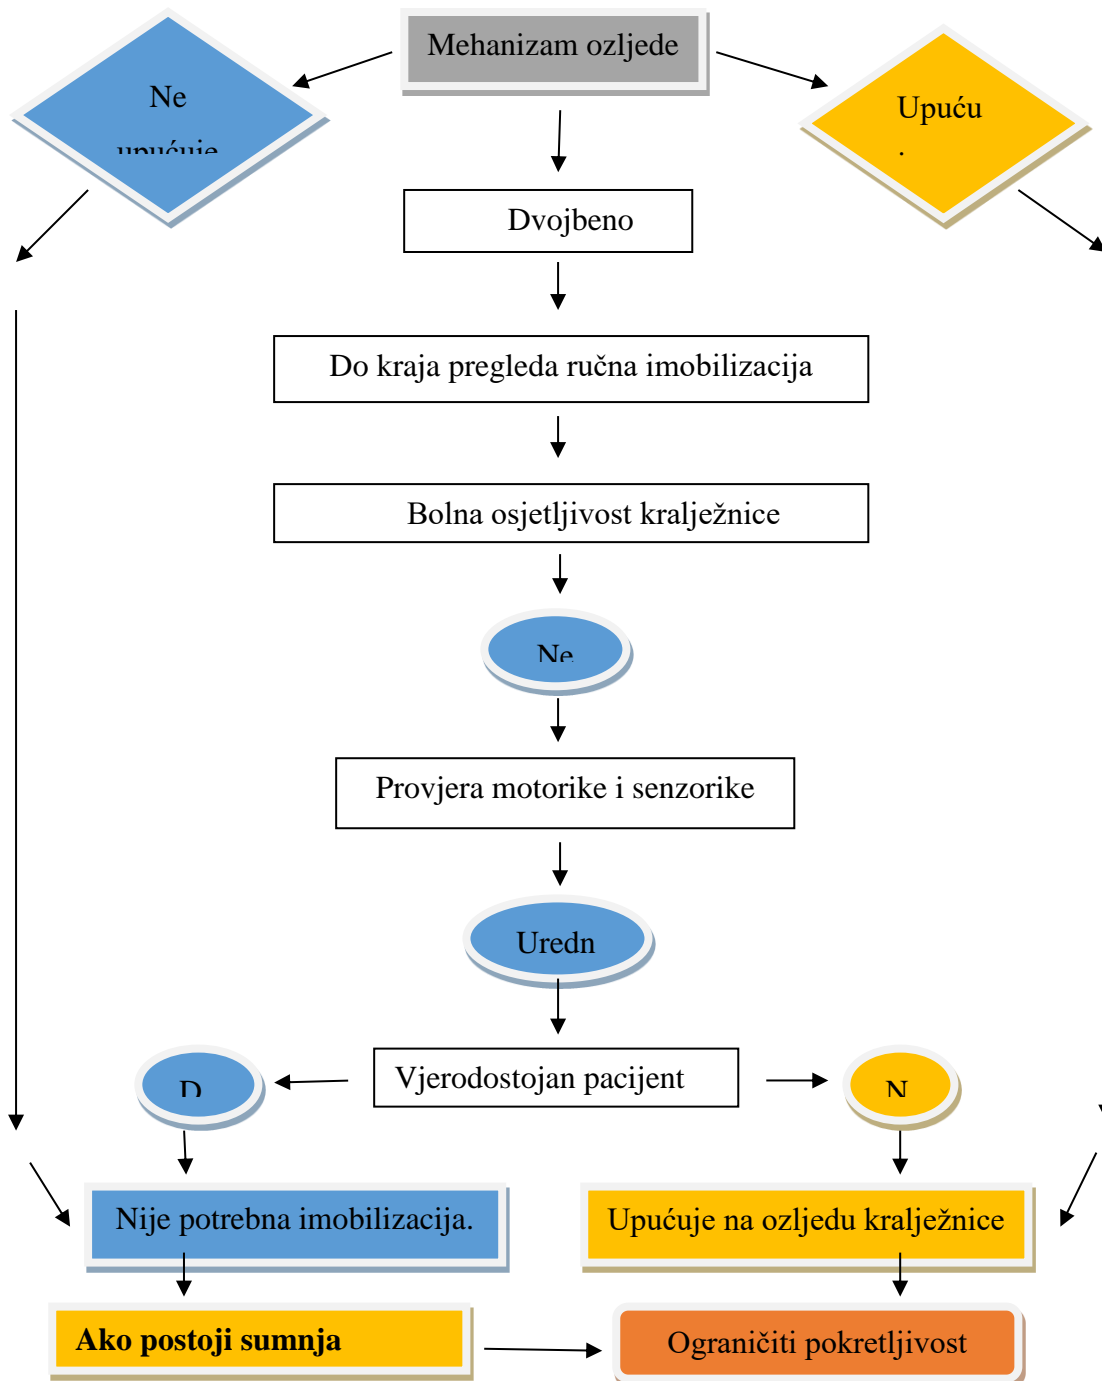 Mehanizam ozljede
Ne
upućuje
Upuću
Dvojbeno
Do kraja pregleda ručna imobilizacija
Bolna osjetljivost kralježnice
Ne
Provjera motorike i senzorike
Uredn
Vjerodostojan pacijent
D
N
Nije potrebna imobilizacija.
Upućuje na ozljedu kralježnice
Ako postoji sumnja
Ograničiti pokretljivost